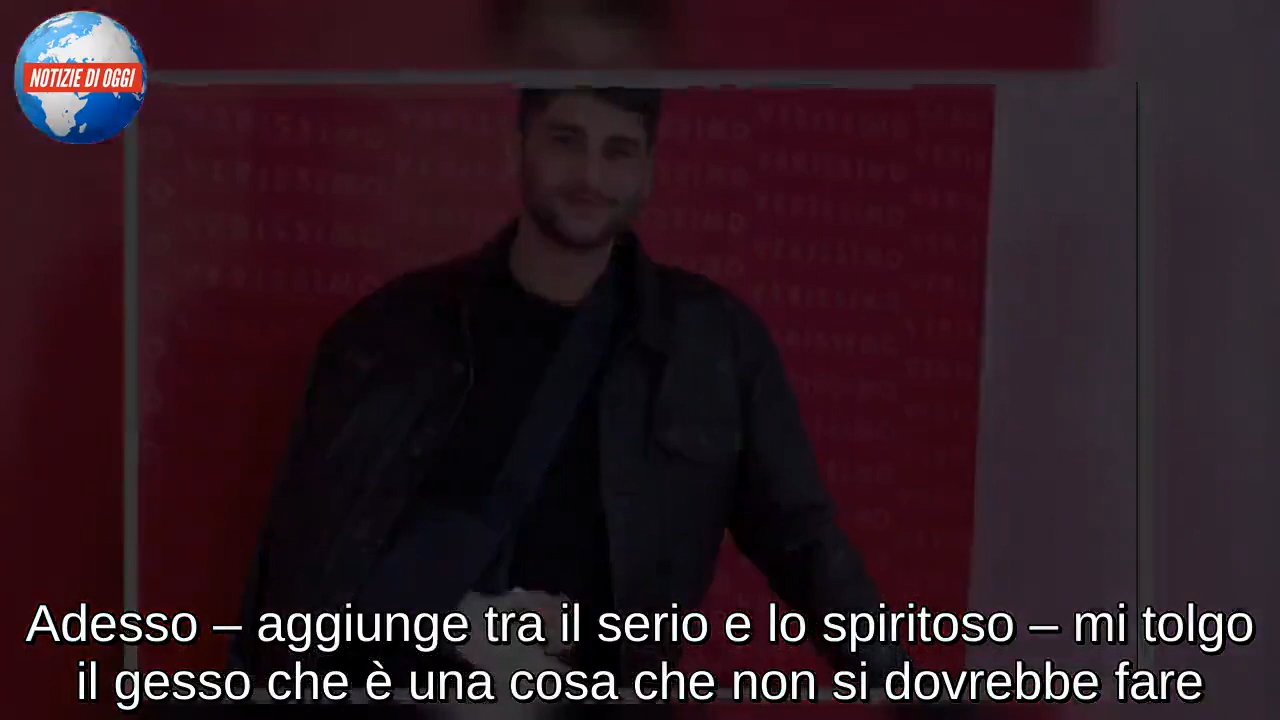 NOTIZIE DI OGGI
Adesso – aggiunge tra il serio e lo spiritoso – mi tolgo
il gesso che è una cosa che non si dovrebbe fare